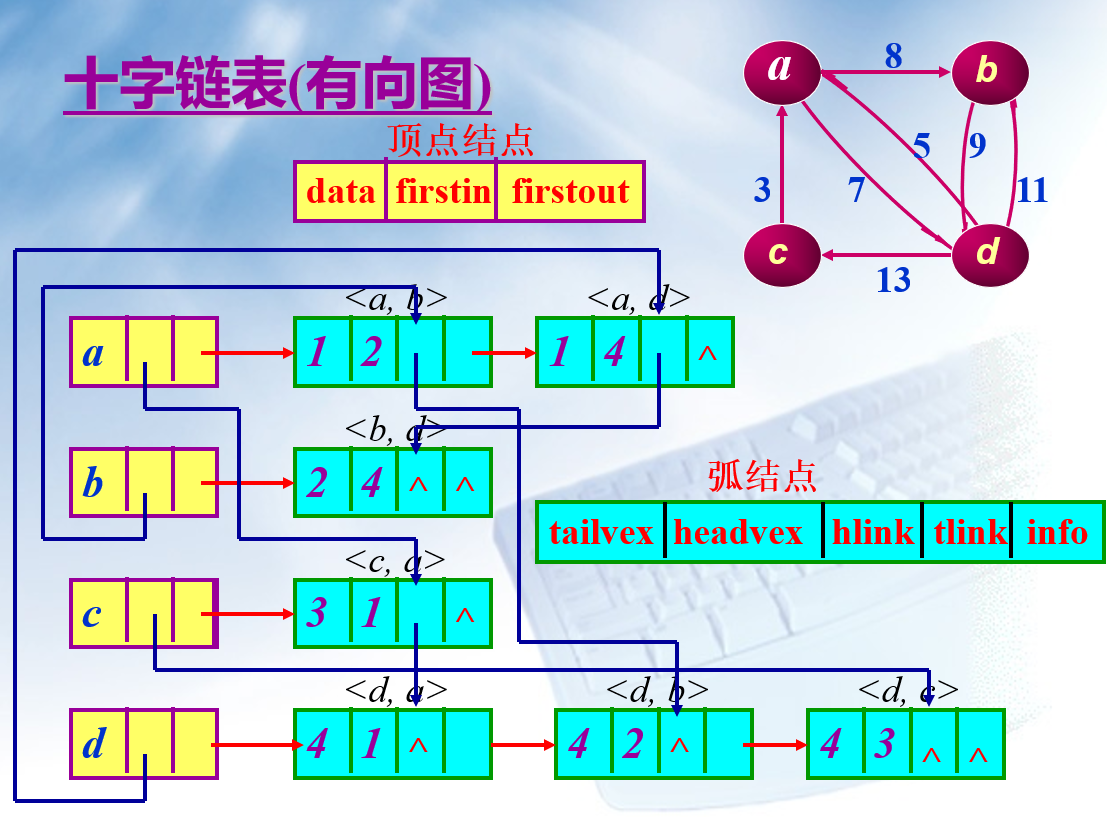 十字链表(有向图)
顶点结点
data firstin firstout
a 8 b
3 7 5 9 11
c 13 d
<a, b> <a, d>
a 1 2 1 4 ^
<b, d>
b 2 4 ^ ^
弧结点
tailvex headvex hlink tlink info
<c, a>
c 3 1 ^
<d, a> <d, b> <d, c>
d 4 1 ^ 4 2 ^ 4 3 ^ ^